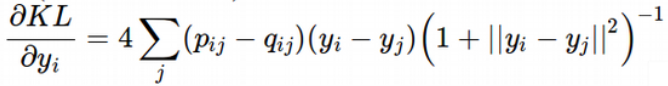 ∂KL/∂y_i = 4 ∑_j (p_ij − q_ij)(y_i − y_j)(1 + ||y_i − y_j||²)^−1